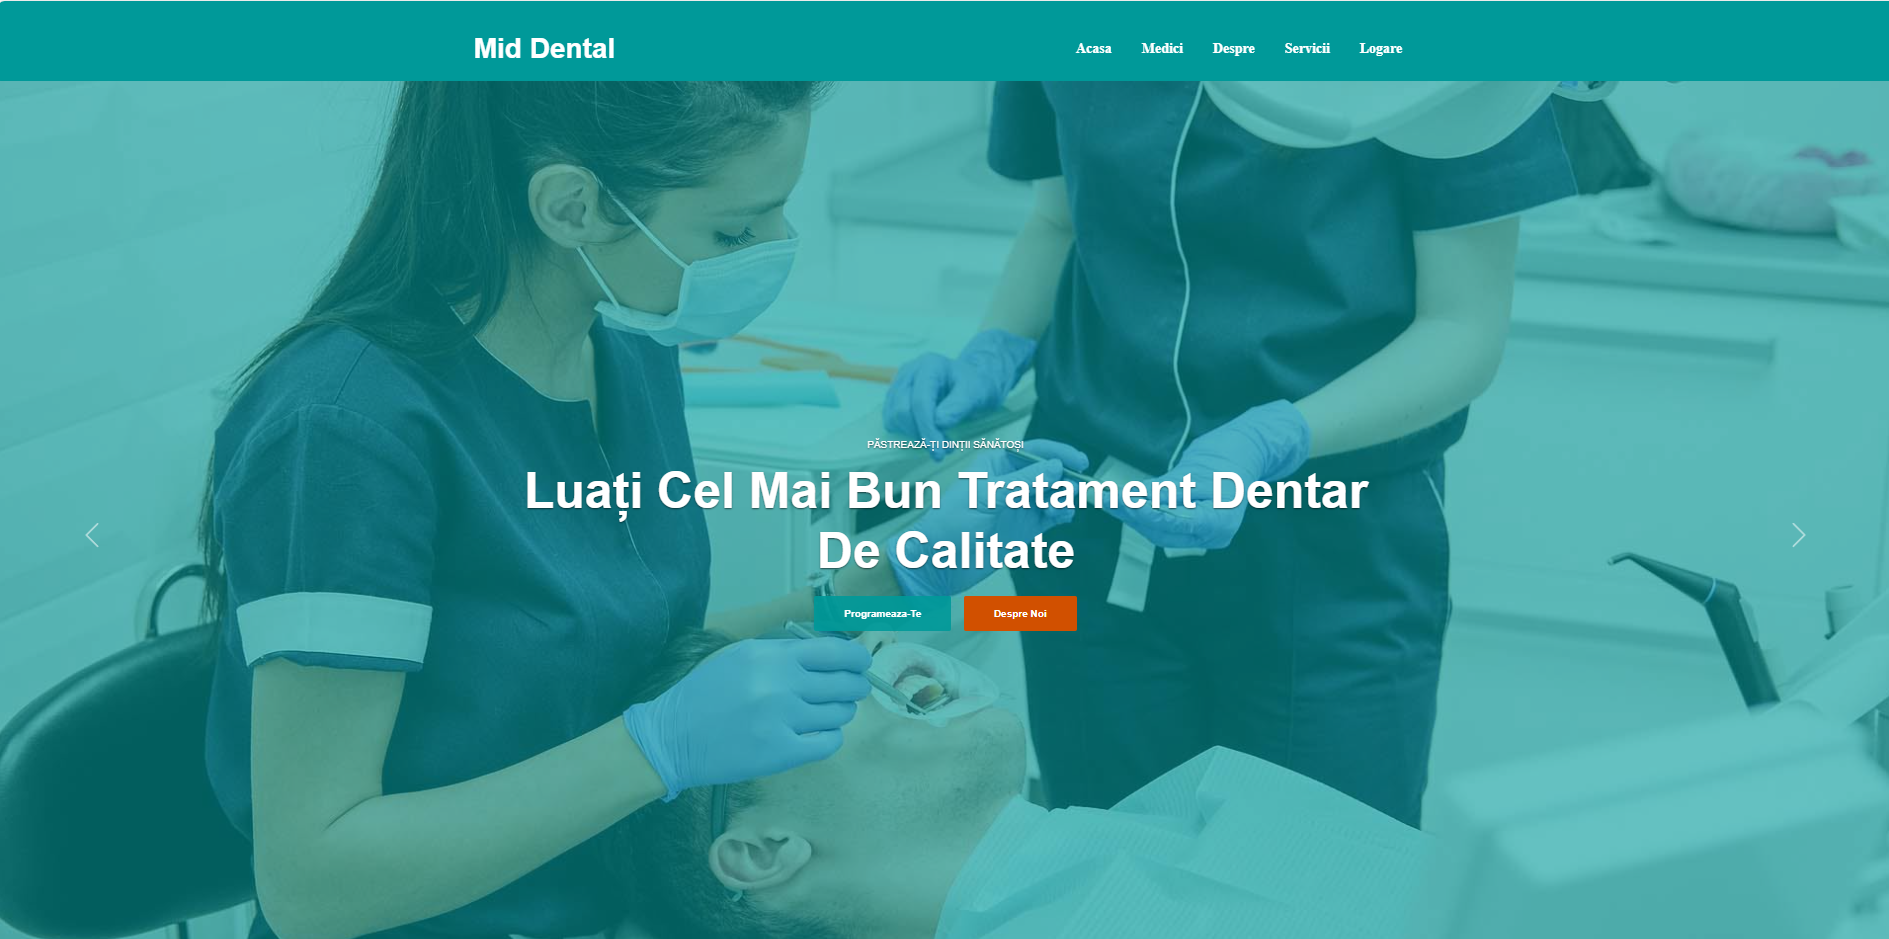 Mid Dental
Acasa Medici Despre Servicii Logare
PĂSTREAZĂ-ȚI DINȚII SĂNĂTOȘI
Luați Cel Mai Bun Tratament Dentar
De Calitate
Programeaza-Te Despre Noi